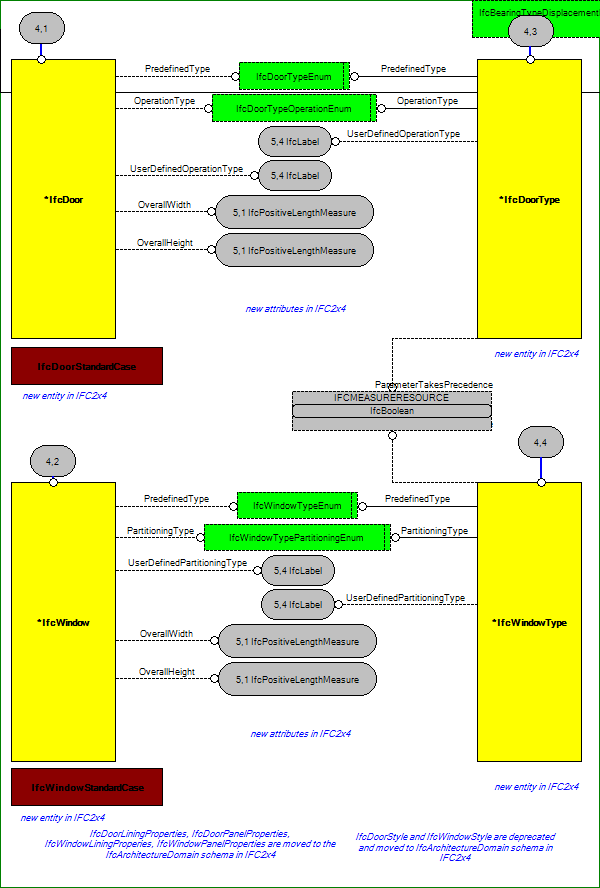 IfcBearingTypeDisplacement
4,1
4,3
PredefinedType
IfcDoorTypeEnum
PredefinedType
OperationType
IfcDoorTypeOperationEnum
OperationType
5,4 IfcLabel
UserDefinedOperationType
UserDefinedOperationType
5,4 IfcLabel
*IfcDoor
*IfcDoorType
OverallWidth
5,1 IfcPositiveLengthMeasure
OverallHeight
5,1 IfcPositiveLengthMeasure
new attributes in IFC2x4
new entity in IFC2x4
IfcDoorStandardCase
new entity in IFC2x4
ParameterTakesPrecedence
IFCMEASURERESOURCE
IfcBoolean
4,2
4,4
PredefinedType
IfcWindowTypeEnum
PredefinedType
PartitioningType
IfcWindowTypePartitioningEnum
PartitioningType
UserDefinedPartitioningType
5,4 IfcLabel
5,4 IfcLabel
UserDefinedPartitioningType
*IfcWindow
*IfcWindowType
OverallWidth
5,1 IfcPositiveLengthMeasure
OverallHeight
5,1 IfcPositiveLengthMeasure
new attributes in IFC2x4
IfcWindowStandardCase
new entity in IFC2x4
new entity in IFC2x4
IfcDoorLiningProperties, IfcDoorPanelProperties,
IfcWindowLiningProperies, IfcWindowPanelProperties are moved to the
IfcArchitectureDomain schema in IFC2x4
IfcDoorStyle and IfcWindowStyle are deprecated
and moved to IfcArchitectureDomain schema in
IFC2x4